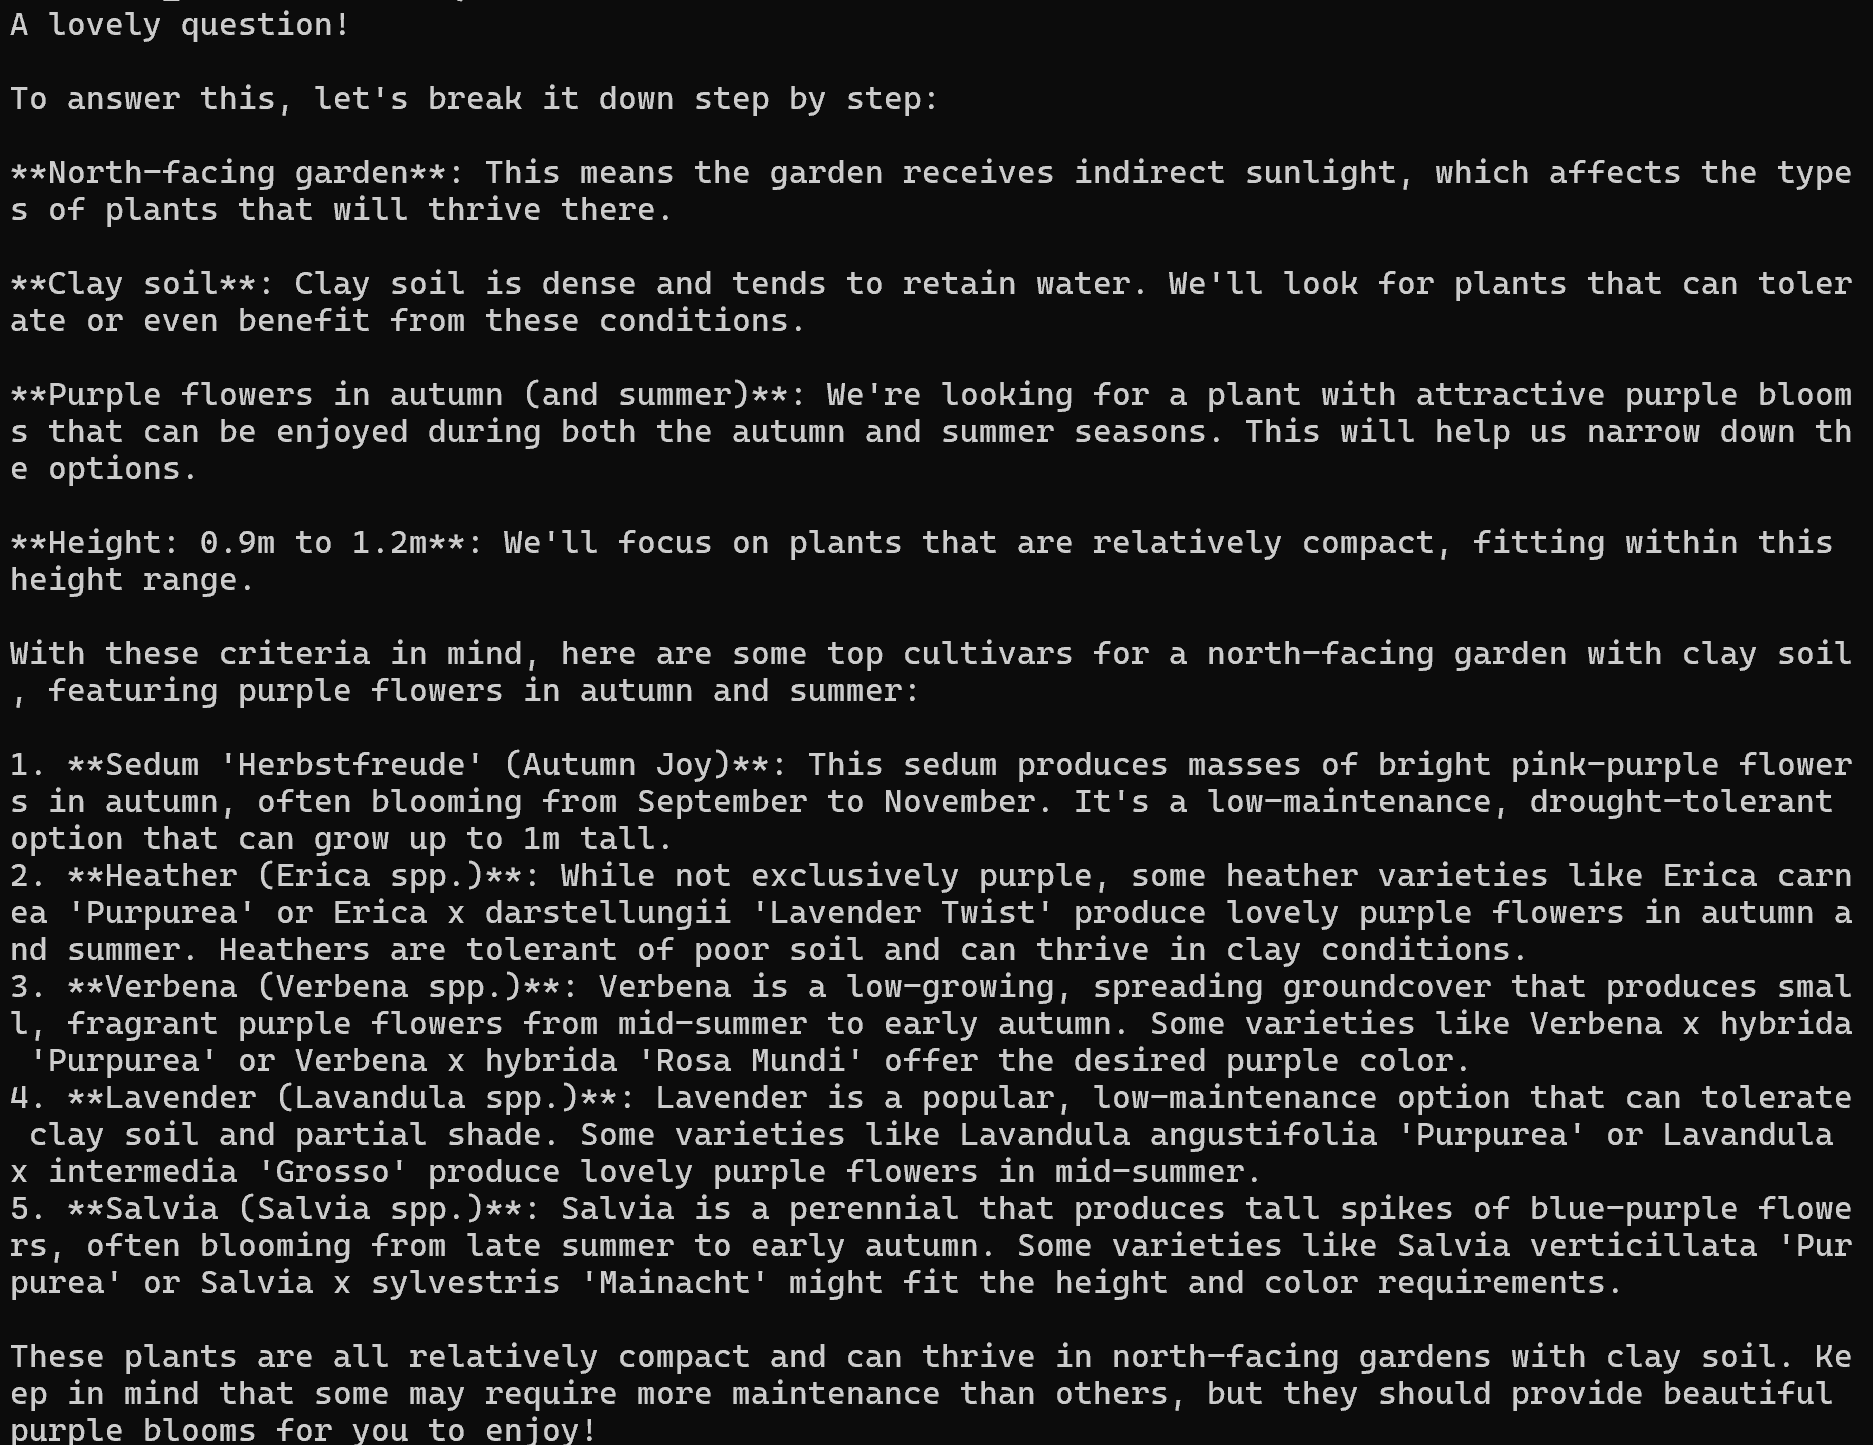 A lovely question!
To answer this, let's break it down step by step:
**North-facing garden**: This means the garden receives indirect sunlight, which affects the type
s of plants that will thrive there.
**Clay soil**: Clay soil is dense and tends to retain water. We'll look for plants that can toler
ate or even benefit from these conditions.
**Purple flowers in autumn (and summer)**: We're looking for a plant with attractive purple bloom
s that can be enjoyed during both the autumn and summer seasons. This will help us narrow down th
e options.
**Height: 0.9m to 1.2m**: We'll focus on plants that are relatively compact, fitting within this
height range.
With these criteria in mind, here are some top cultivars for a north-facing garden with clay soil
, featuring purple flowers in autumn and summer:
1. **Sedum 'Herbstfreude' (Autumn Joy)**: This sedum produces masses of bright pink-purple flower
s in autumn, often blooming from September to November. It's a low-maintenance, drought-tolerant
option that can grow up to 1m tall.
2. **Heather (Erica spp.)**: While not exclusively purple, some heather varieties like Erica carn
ea 'Purpurea' or Erica x darstellungii 'Lavender Twist' produce lovely purple flowers in autumn a
nd summer. Heathers are tolerant of poor soil and can thrive in clay conditions.
3. **Verbena (Verbena spp.)**: Verbena is a low-growing, spreading groundcover that produces smal
l, fragrant purple flowers from mid-summer to early autumn. Some varieties like Verbena x hybrida
 'Purpurea' or Verbena x hybrida 'Rosa Mundi' offer the desired purple color.
4. **Lavender (Lavandula spp.)**: Lavender is a popular, low-maintenance option that can tolerate
 clay soil and partial shade. Some varieties like Lavandula angustifolia 'Purpurea' or Lavandula
x intermedia 'Grosso' produce lovely purple flowers in mid-summer.
5. **Salvia (Salvia spp.)**: Salvia is a perennial that produces tall spikes of blue-purple flowe
rs, often blooming from late summer to early autumn. Some varieties like Salvia verticillata 'Pur
purea' or Salvia x sylvestris 'Mainacht' might fit the height and color requirements.
These plants are all relatively compact and can thrive in north-facing gardens with clay soil. Ke
ep in mind that some may require more maintenance than others, but they should provide beautiful
purple blooms for you to enjoy!